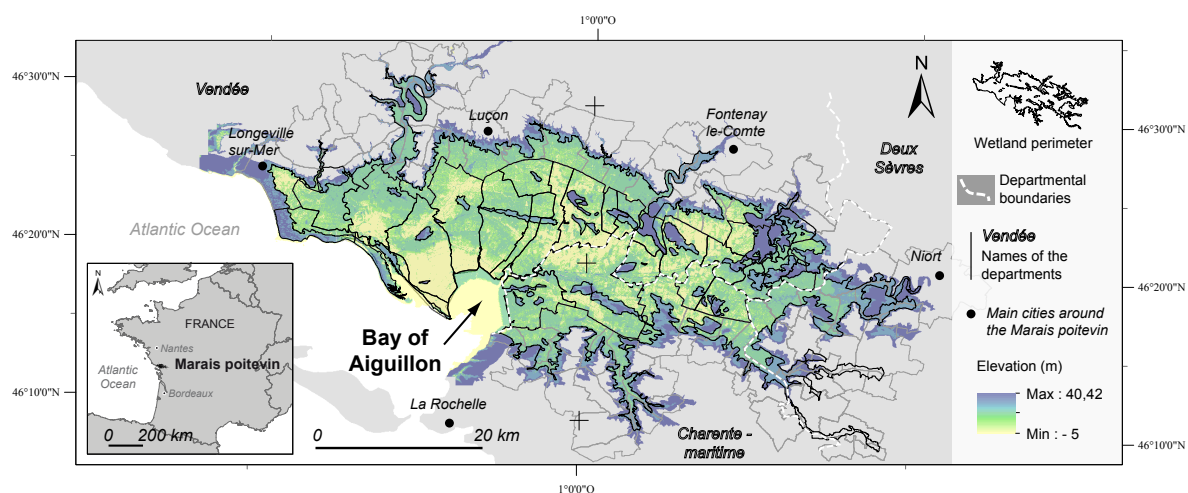 1°0'0"O
46°30'0"N
46°20'0"N
46°10'0"N
46°30'0"N
46°20'0"N
46°10'0"N
1°0'0"O
Vendée
Longeville
sur-Mer
Luçon
Fontenay
le-Comte
Deux
Sèvres
Niort
Atlantic Ocean
Bay of
Aiguillon
La Rochelle
Charente -
maritime
0
20 km
N
N
FRANCE
Nantes
Marais poitevin
Atlantic
Ocean
Bordeaux
0 200 km
Wetland perimeter
Departmental
boundaries
Vendée
Names of the
departments
Main cities around
the Marais poitevin
Elevation (m)
Max : 40,42
Min : - 5